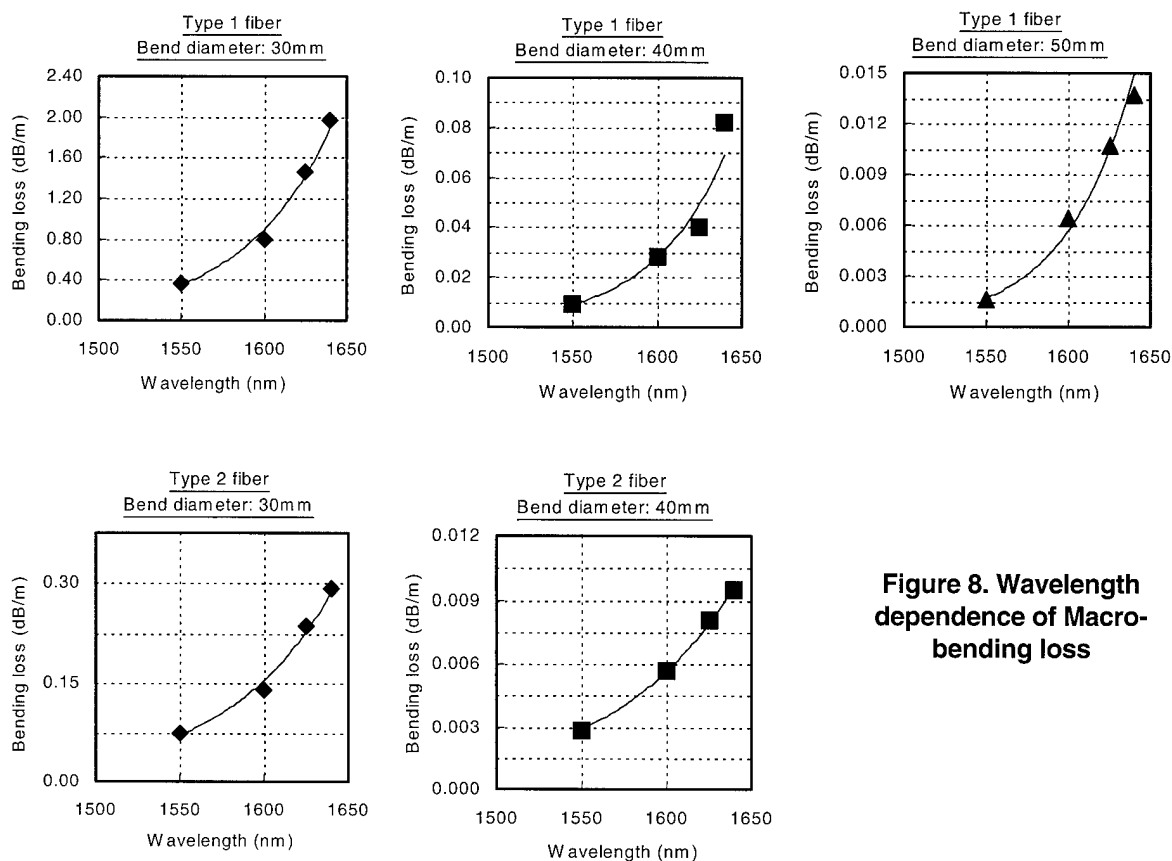 Type 1 fiber
Bend diameter: 30mm
Bending loss (dB/m)
2.40
2.00
1.60
1.20
0.80
0.40
0.00
1500 1550 1600 1650
Wavelength (nm)
Type 1 fiber
Bend diameter: 40mm
Bending loss (dB/m)
0.10
0.08
0.06
0.04
0.02
0.00
1500 1550 1600 1650
Wavelength (nm)
Type 1 fiber
Bend diameter: 50mm
Bending loss (dB/m)
0.015
0.012
0.009
0.006
0.003
0.000
1500 1550 1600 1650
Wavelength (nm)
Type 2 fiber
Bend diameter: 30mm
Bending loss (dB/m)
0.30
0.15
0.00
1500 1550 1600 1650
Wavelength (nm)
Type 2 fiber
Bend diameter: 40mm
Bending loss (dB/m)
0.012
0.009
0.006
0.003
0.000
1500 1550 1600 1650
Wavelength (nm)
Figure 8. Wavelength
dependence of Macro-
bending loss